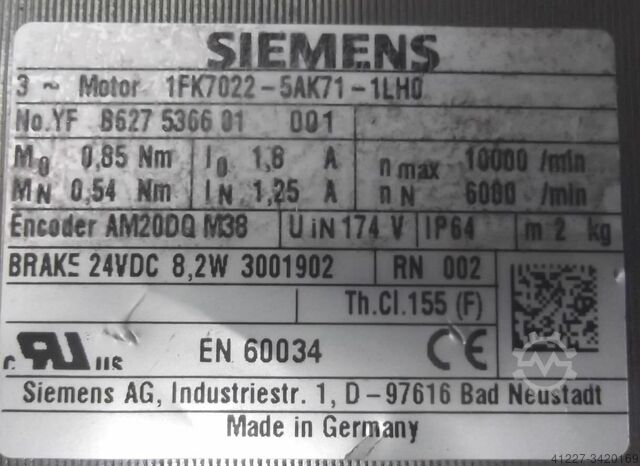 SIEMENS
3 ~ Motor 1FK7022-5AK71-1LH0
No.YF B627 5366 01 001
M0 0,85 Nm I0 1,8 A n max 10000 /min
MN 0,54 Nm IN 1,25 A nN 6000 /min
Encoder AM20DQ M38 U iN 174 V IP64 m 2 kg
BRAKE 24VDC 8,2W 3001902 RN 002
Th.Cl.155 (F)
c RU us EN 60034 CE
Siemens AG, Industriestr. 1, D-97616 Bad Neustadt
Made in Germany
41227-3420169